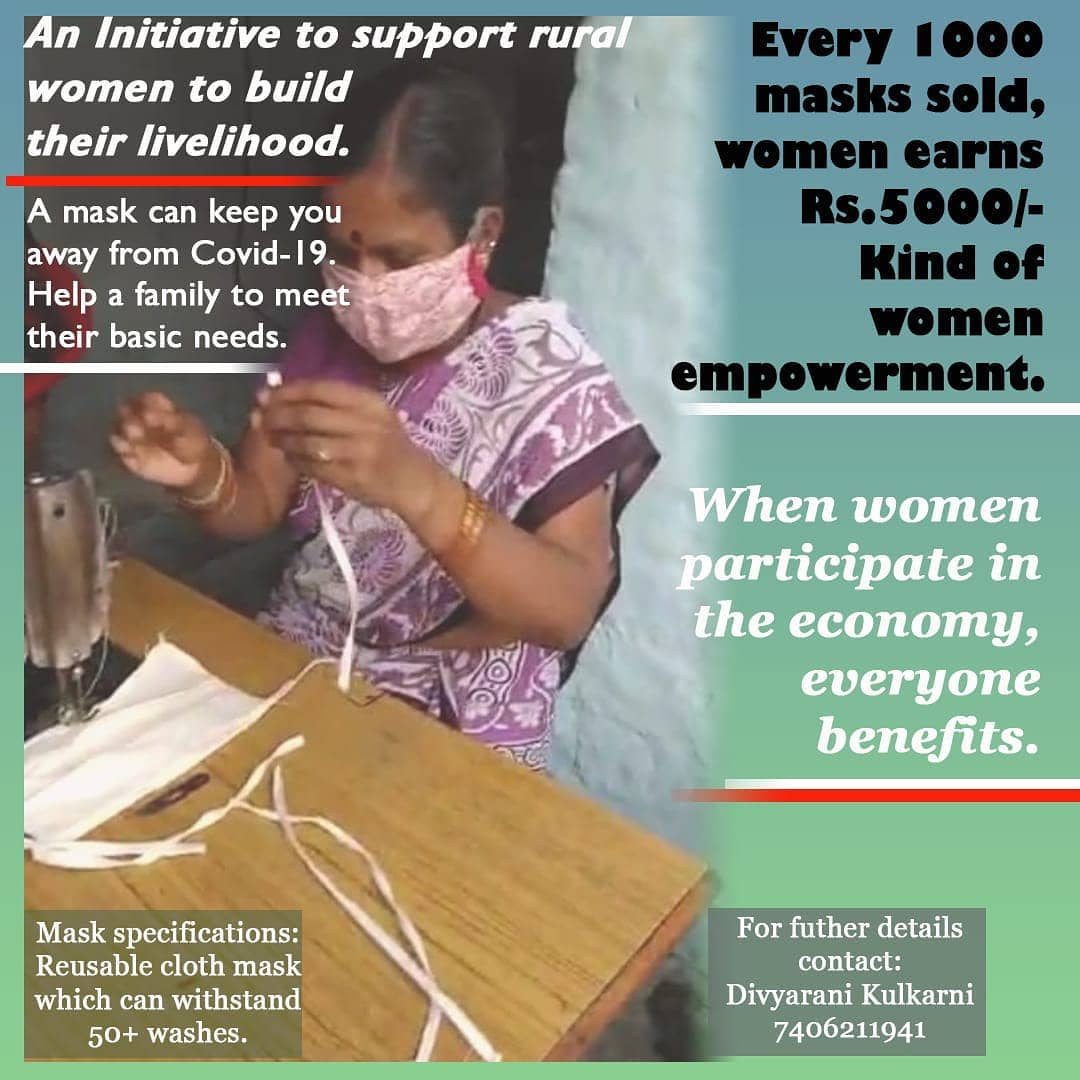 An Initiative to support rural
women to build
their livelihood.
A mask can keep you
away from Covid-19.
Help a family to meet
their basic needs.
Every 1000
masks sold,
women earns
Rs.5000/-
Kind of
women
empowerment.
When women
participate in
the economy,
everyone
benefits.
Mask specifications:
Reusable cloth mask
which can withstand
50+ washes.
For futher details
contact:
Divyarani Kulkarni
7406211941